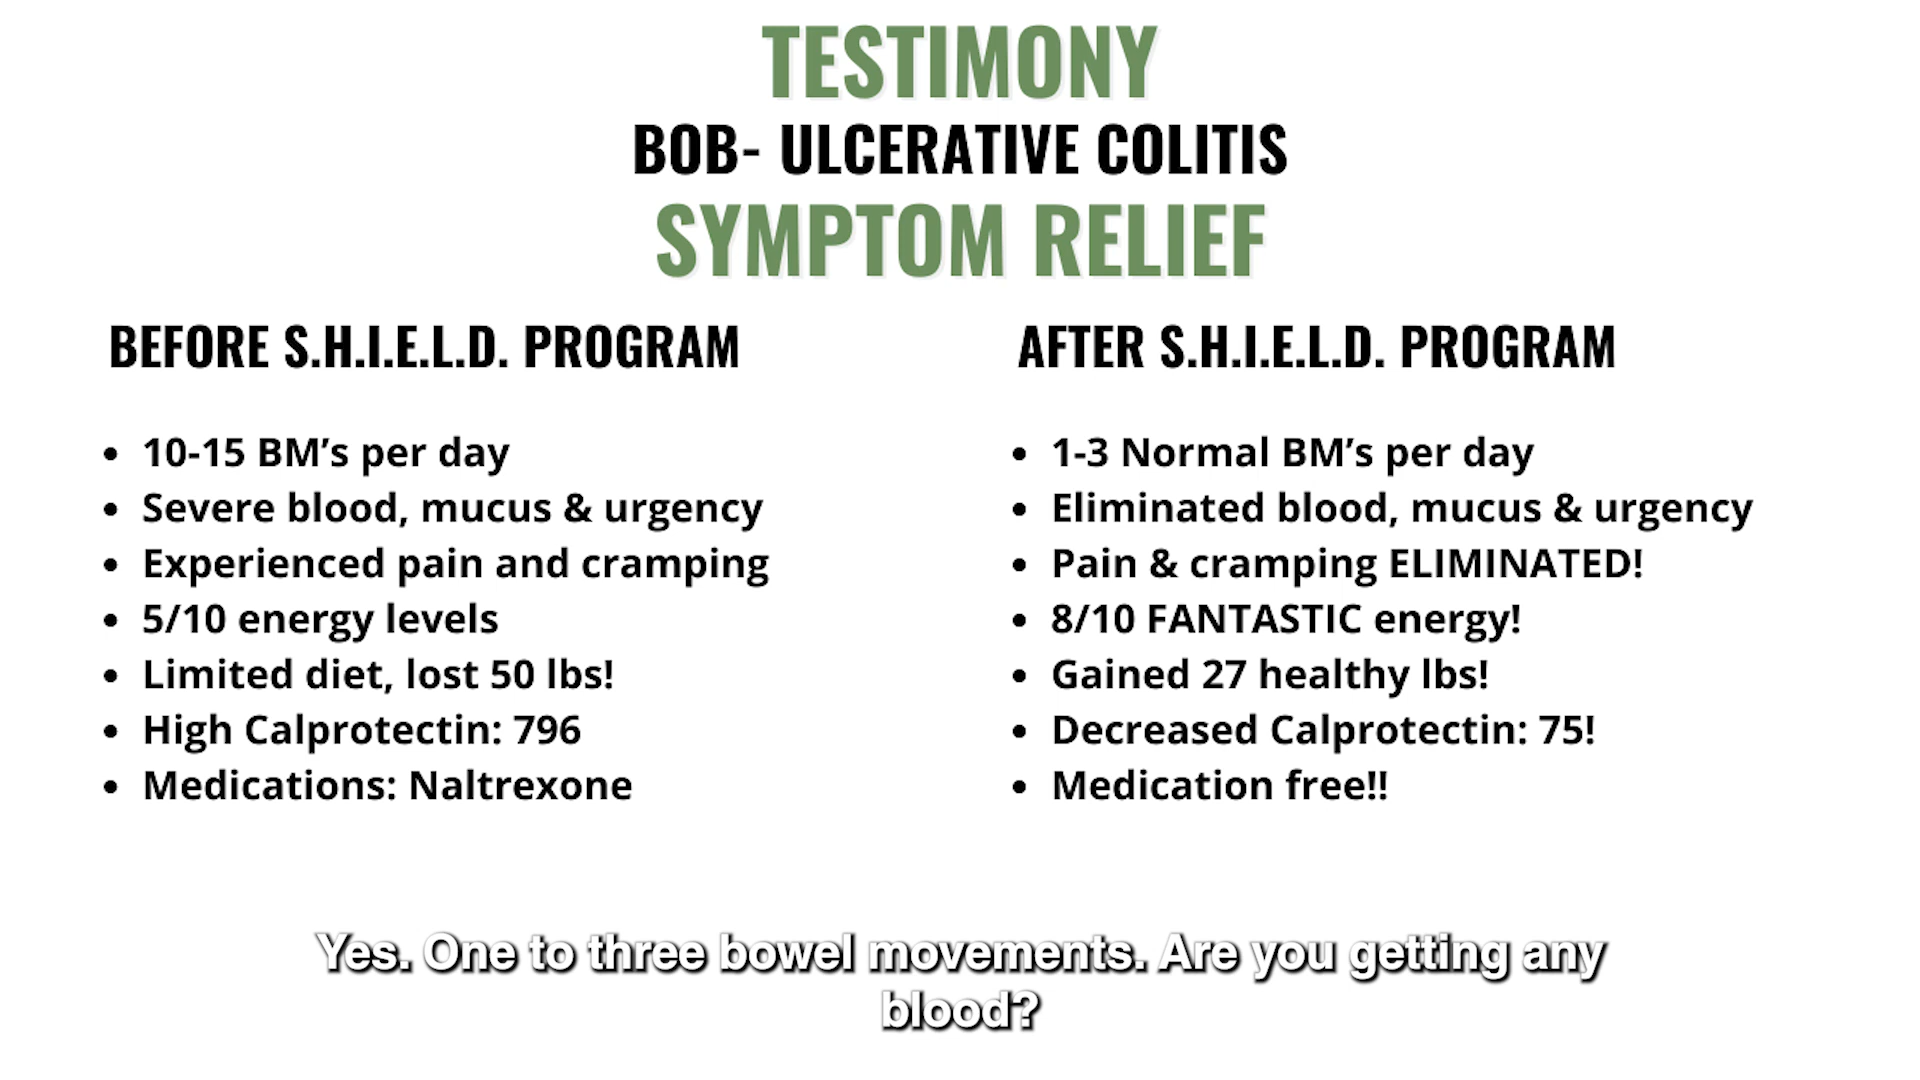 TESTIMONY
BOB- ULCERATIVE COLITIS
SYMPTOM RELIEF
BEFORE S.H.I.E.L.D. PROGRAM
• 10-15 BM’s per day
• Severe blood, mucus & urgency
• Experienced pain and cramping
• 5/10 energy levels
• Limited diet, lost 50 lbs!
• High Calprotectin: 796
• Medications: Naltrexone
AFTER S.H.I.E.L.D. PROGRAM
• 1-3 Normal BM’s per day
• Eliminated blood, mucus & urgency
• Pain & cramping ELIMINATED!
• 8/10 FANTASTIC energy!
• Gained 27 healthy lbs!
• Decreased Calprotectin: 75!
• Medication free!!
Yes. One to three bowel movements. Are you getting any
blood?